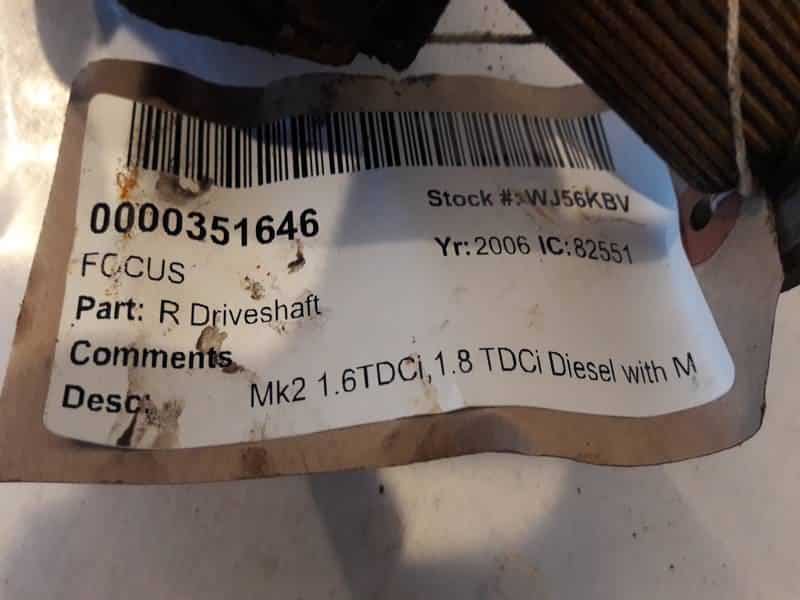 0000351646
Stock #: WJ56KBV
FOCUS
Yr: 2006 IC: 82551
Part: R Driveshaft
Comments
Desc: Mk2 1.6TDCi,1.8 TDCi Diesel with M